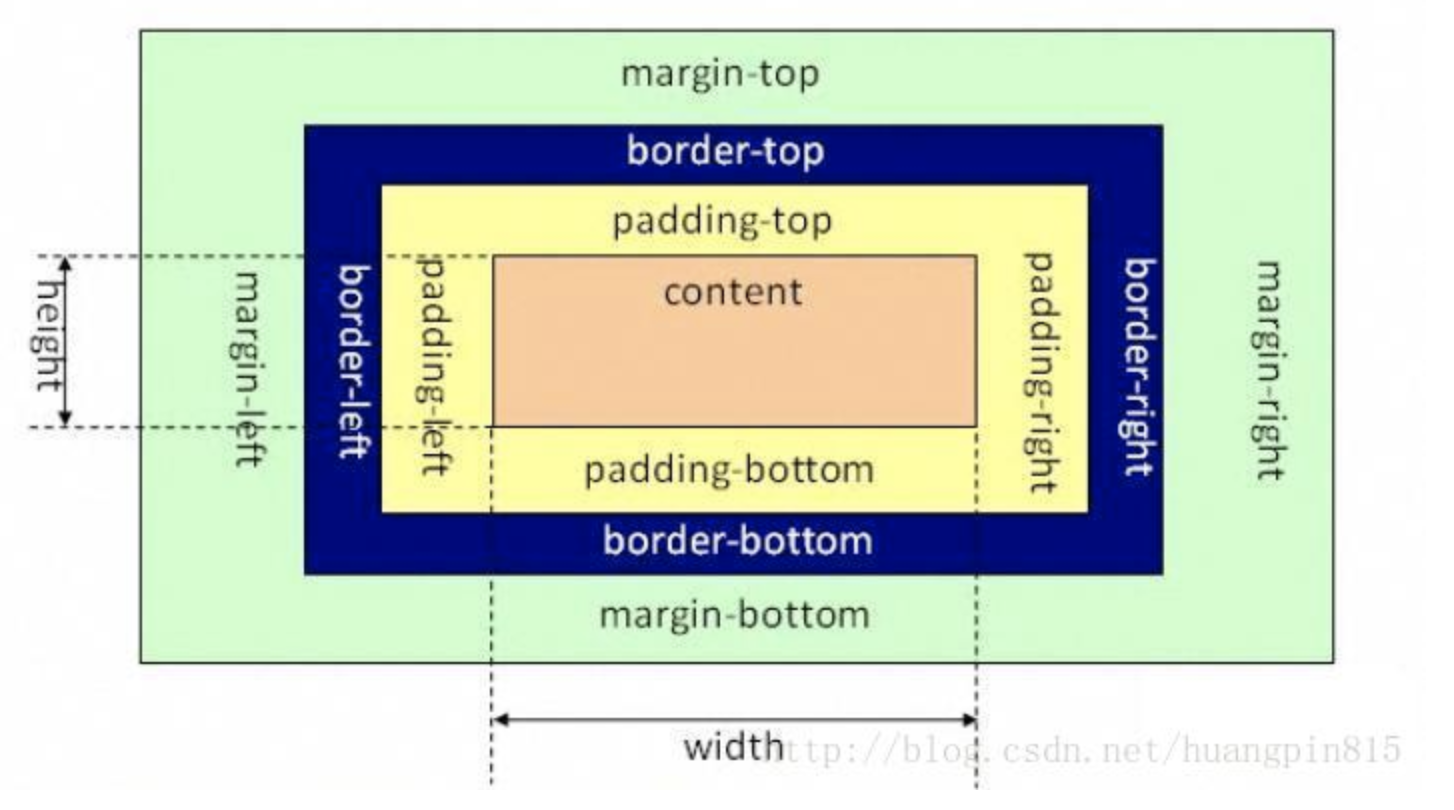 margin-top
border-top
padding-top
content
height
margin-left
border-left
padding-left
padding-right
border-right
margin-right
padding-bottom
border-bottom
margin-bottom
width
http://blog.csdn.net/huangpin815